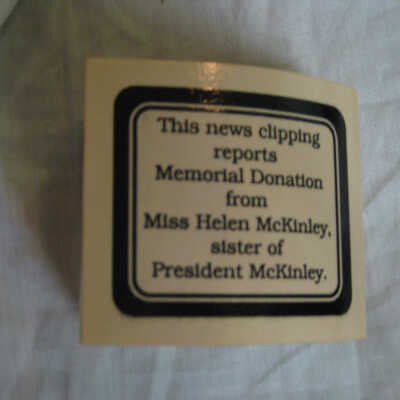 This news clipping
reports
Memorial Donation
from
Miss Helen McKinley,
sister of
President McKinley.